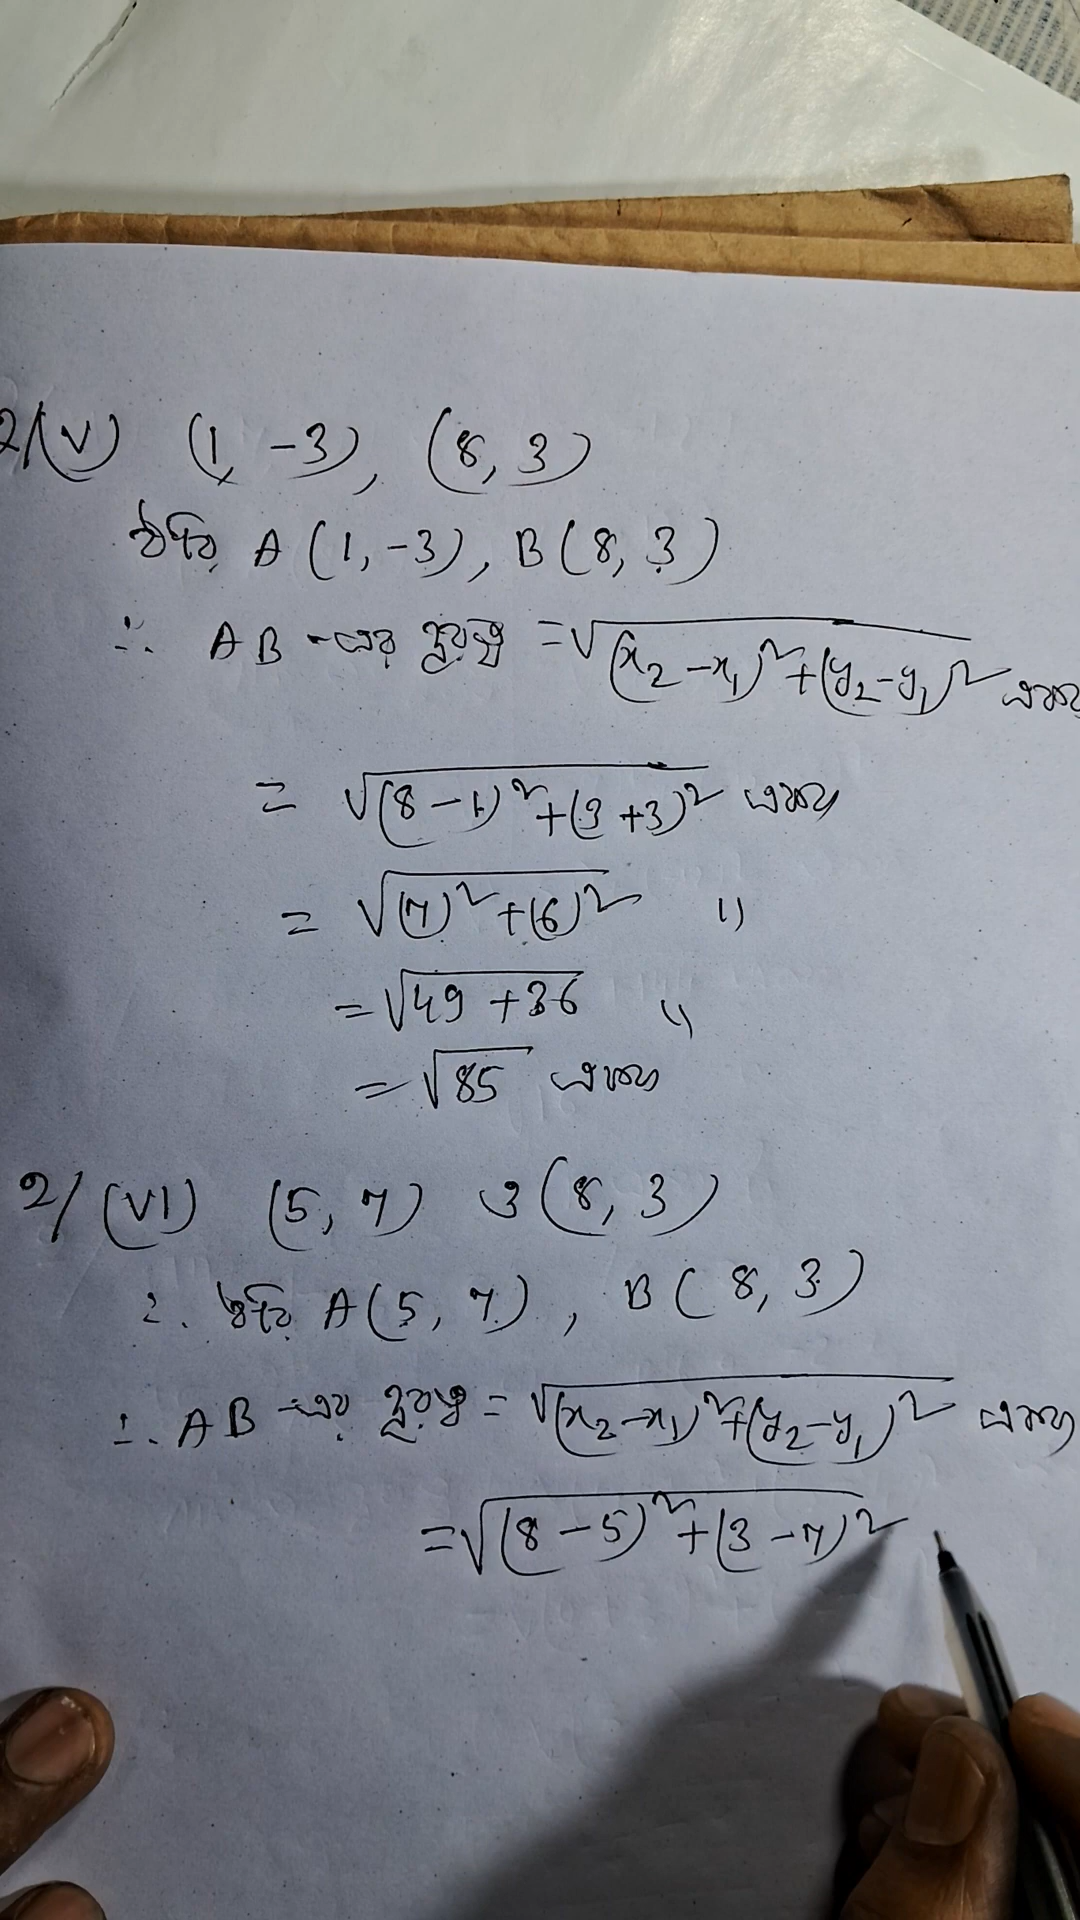 2/(V) (1, -3), (8, 3)
ধরি, A (1, -3), B (8, 3)
∴ AB-এর দূরত্ব = √(x₂-x₁)²+(y₂-y₁)² একক
= √(8-1)²+(3+3)² একক
= √(7)²+(6)² "
= √49+36 "
= √85 একক
2/(VI) (5, 7) ও (8, 3)
∴ ধরি, A(5, 7), B(8, 3)
∴ AB-এর দূরত্ব = √(x₂-x₁)²+(y₂-y₁)² একক
= √(8-5)²+(3-7)²